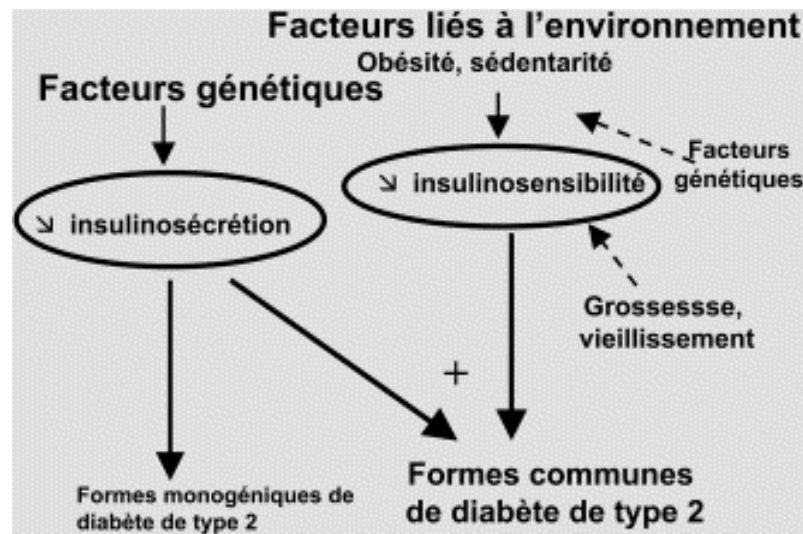 Facteurs liés à l'environnement
Obésité, sédentarité
Facteurs génétiques
Facteurs
génétiques
↘ insulinosensibilité
↘ insulinosécrétion
Grossessse,
vieillissement
+
Formes communes
de diabète de type 2
Formes monogéniques de
diabète de type 2